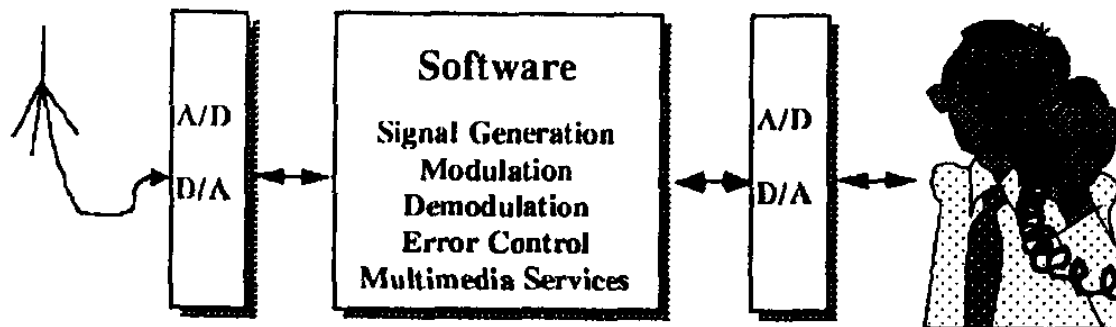 A/D
D/A
Software
Signal Generation
Modulation
Demodulation
Error Control
Multimedia Services
A/D
D/A